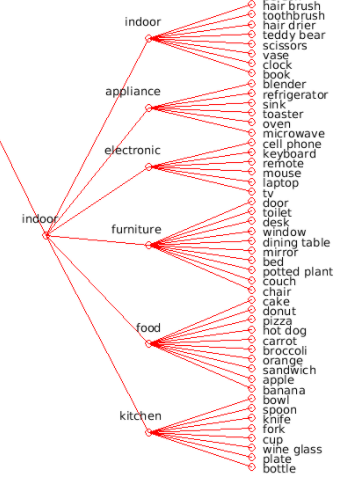 hair brush
indoor
toothbrush
hair drier
teddy bear
scissors
vase
clock
book
appliance
blender
refrigerator
sink
toaster
oven
microwave
electronic
cell phone
keyboard
remote
mouse
laptop
tv
indoor
furniture
door
toilet
desk
window
dining table
mirror
bed
potted plant
couch
chair
food
cake
donut
pizza
hot dog
carrot
broccoli
orange
sandwich
apple
banana
kitchen
bowl
spoon
knife
fork
cup
wine glass
plate
bottle